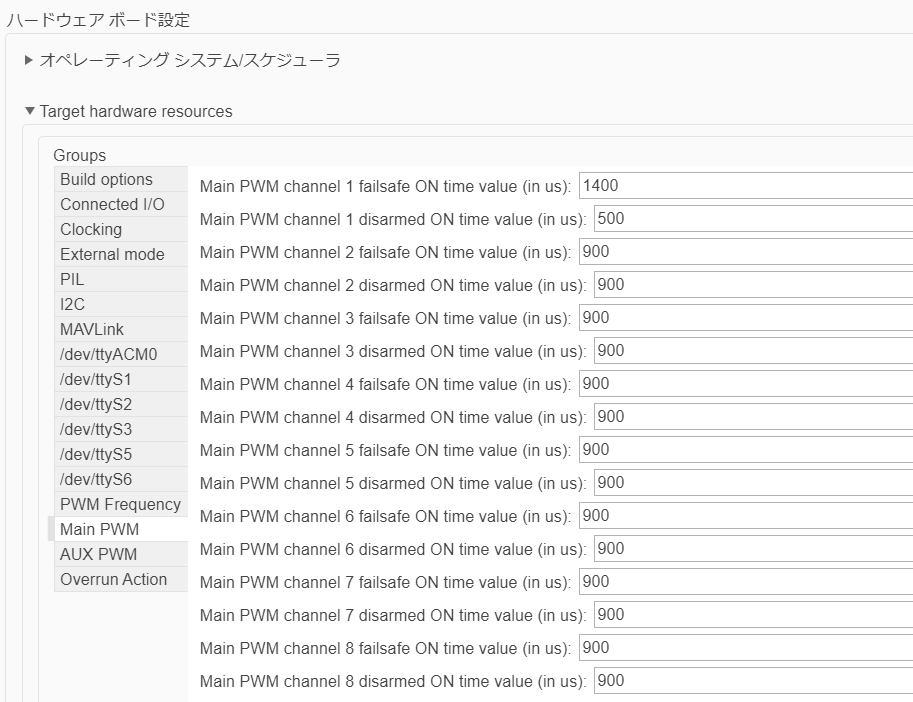 ハードウェア ボード設定
オペレーティング システム/スケジューラ
Target hardware resources
Groups
Build options
Connected I/O
Clocking
External mode
PIL
I2C
MAVLink
/dev/ttyACM0
/dev/ttyS1
/dev/ttyS2
/dev/ttyS3
/dev/ttyS5
/dev/ttyS6
PWM Frequency
Main PWM
AUX PWM
Overrun Action
Main PWM channel 1 failsafe ON time value (in us): 1400
Main PWM channel 1 disarmed ON time value (in us): 500
Main PWM channel 2 failsafe ON time value (in us): 900
Main PWM channel 2 disarmed ON time value (in us): 900
Main PWM channel 3 failsafe ON time value (in us): 900
Main PWM channel 3 disarmed ON time value (in us): 900
Main PWM channel 4 failsafe ON time value (in us): 900
Main PWM channel 4 disarmed ON time value (in us): 900
Main PWM channel 5 failsafe ON time value (in us): 900
Main PWM channel 5 disarmed ON time value (in us): 900
Main PWM channel 6 failsafe ON time value (in us): 900
Main PWM channel 6 disarmed ON time value (in us): 900
Main PWM channel 7 failsafe ON time value (in us): 900
Main PWM channel 7 disarmed ON time value (in us): 900
Main PWM channel 8 failsafe ON time value (in us): 900
Main PWM channel 8 disarmed ON time value (in us): 900